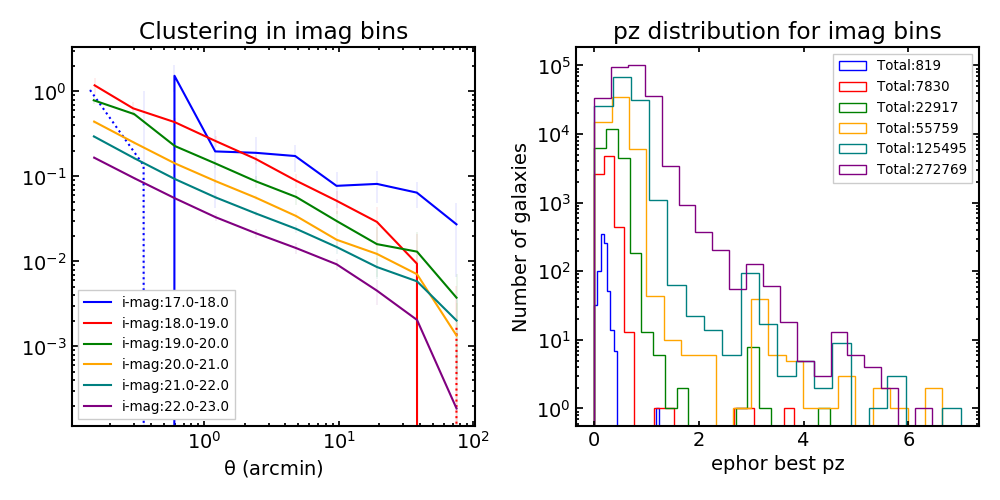 Clustering in imag bins
10⁰
10⁻¹
10⁻²
10⁻³
i-mag:17.0-18.0
i-mag:18.0-19.0
i-mag:19.0-20.0
i-mag:20.0-21.0
i-mag:21.0-22.0
i-mag:22.0-23.0
10⁰ 10¹ 10²
θ (arcmin)
pz distribution for imag bins
Number of galaxies
10⁵
10⁴
10³
10²
10¹
10⁰
Total:819
Total:7830
Total:22917
Total:55759
Total:125495
Total:272769
0 2 4 6
ephor best pz